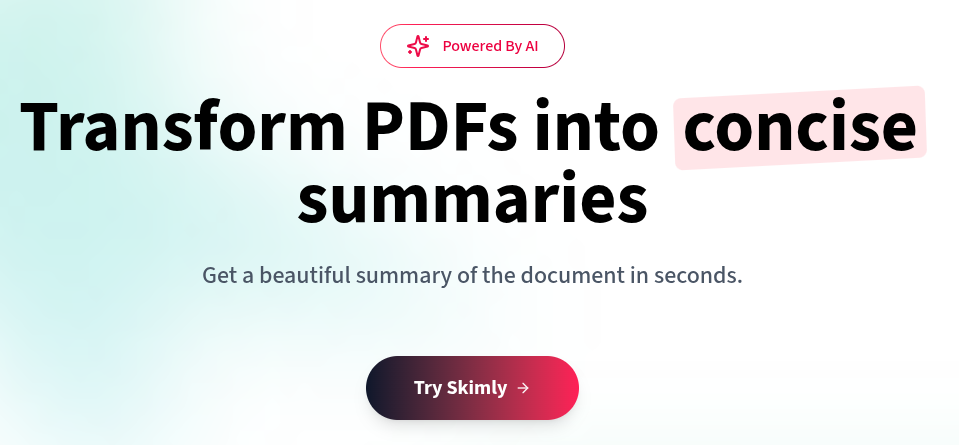 Powered By AI
Transform PDFs into concise
summaries
Get a beautiful summary of the document in seconds.
Try Skimly →